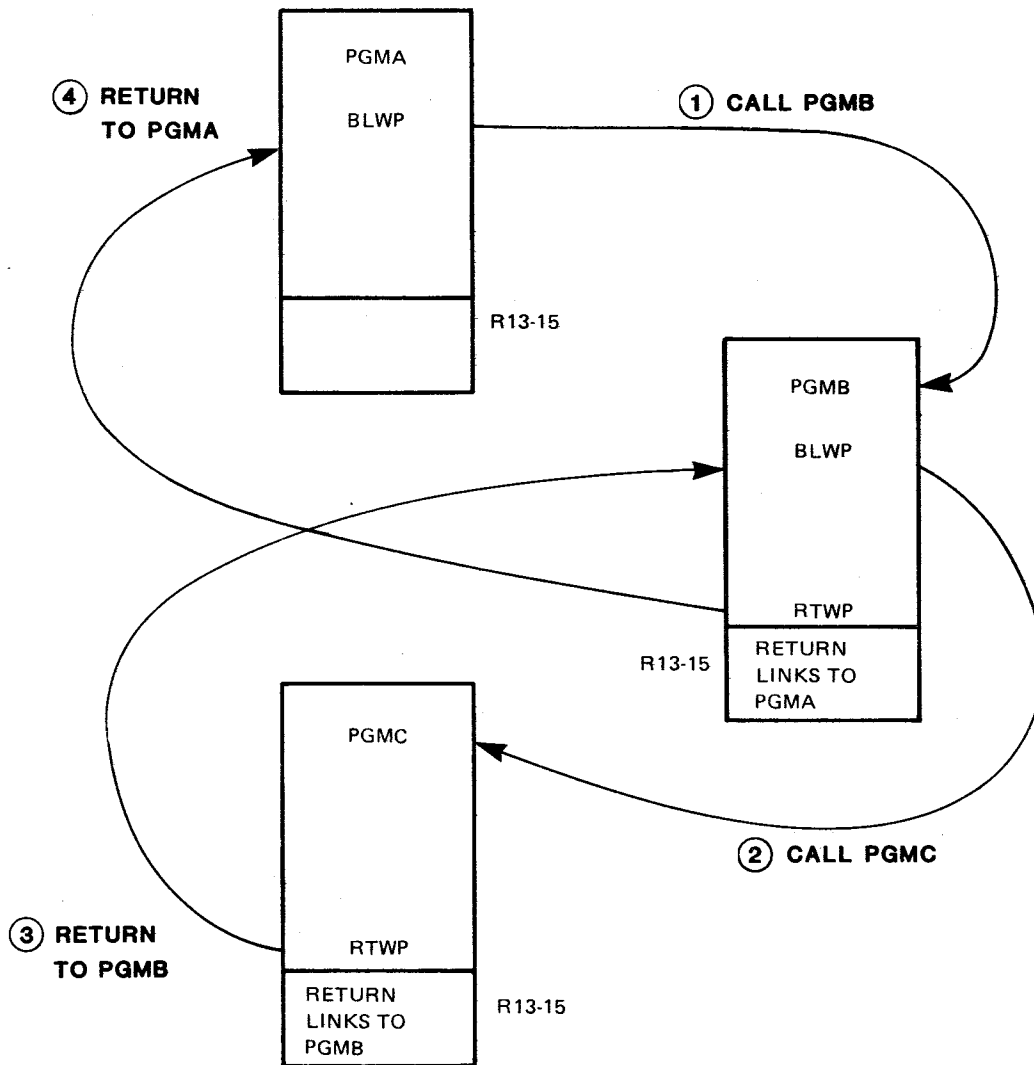 PGMA
④ RETURN
TO PGMA
① CALL PGMB
BLWP
R13-15
PGMB
BLWP
RTWP
R13-15
RETURN
LINKS TO
PGMA
PGMC
② CALL PGMC
③ RETURN
TO PGMB
RTWP
RETURN
LINKS TO
PGMB
R13-15